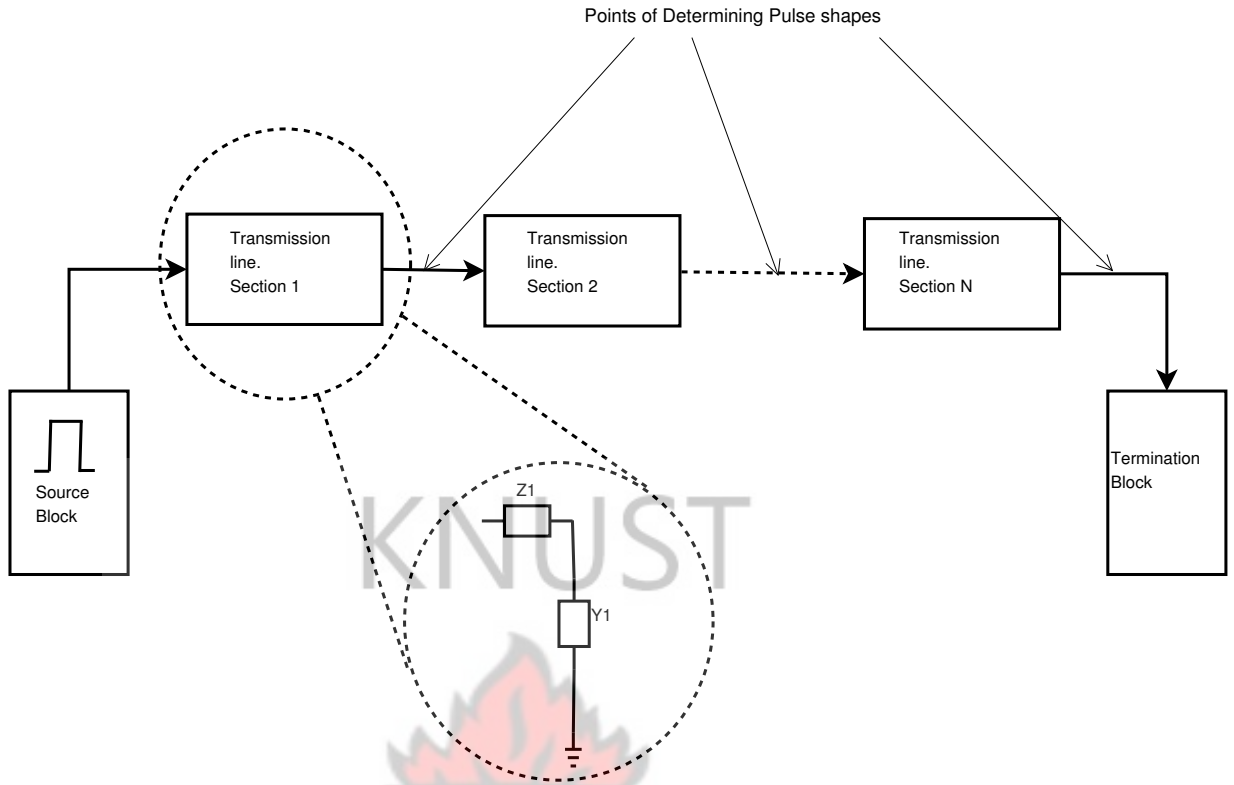 Points of Determining Pulse shapes
Transmission
line.
Section 1
Transmission
line.
Section 2
Transmission
line.
Section N
Source
Block
Termination
Block
Z1
KNUST
Y1